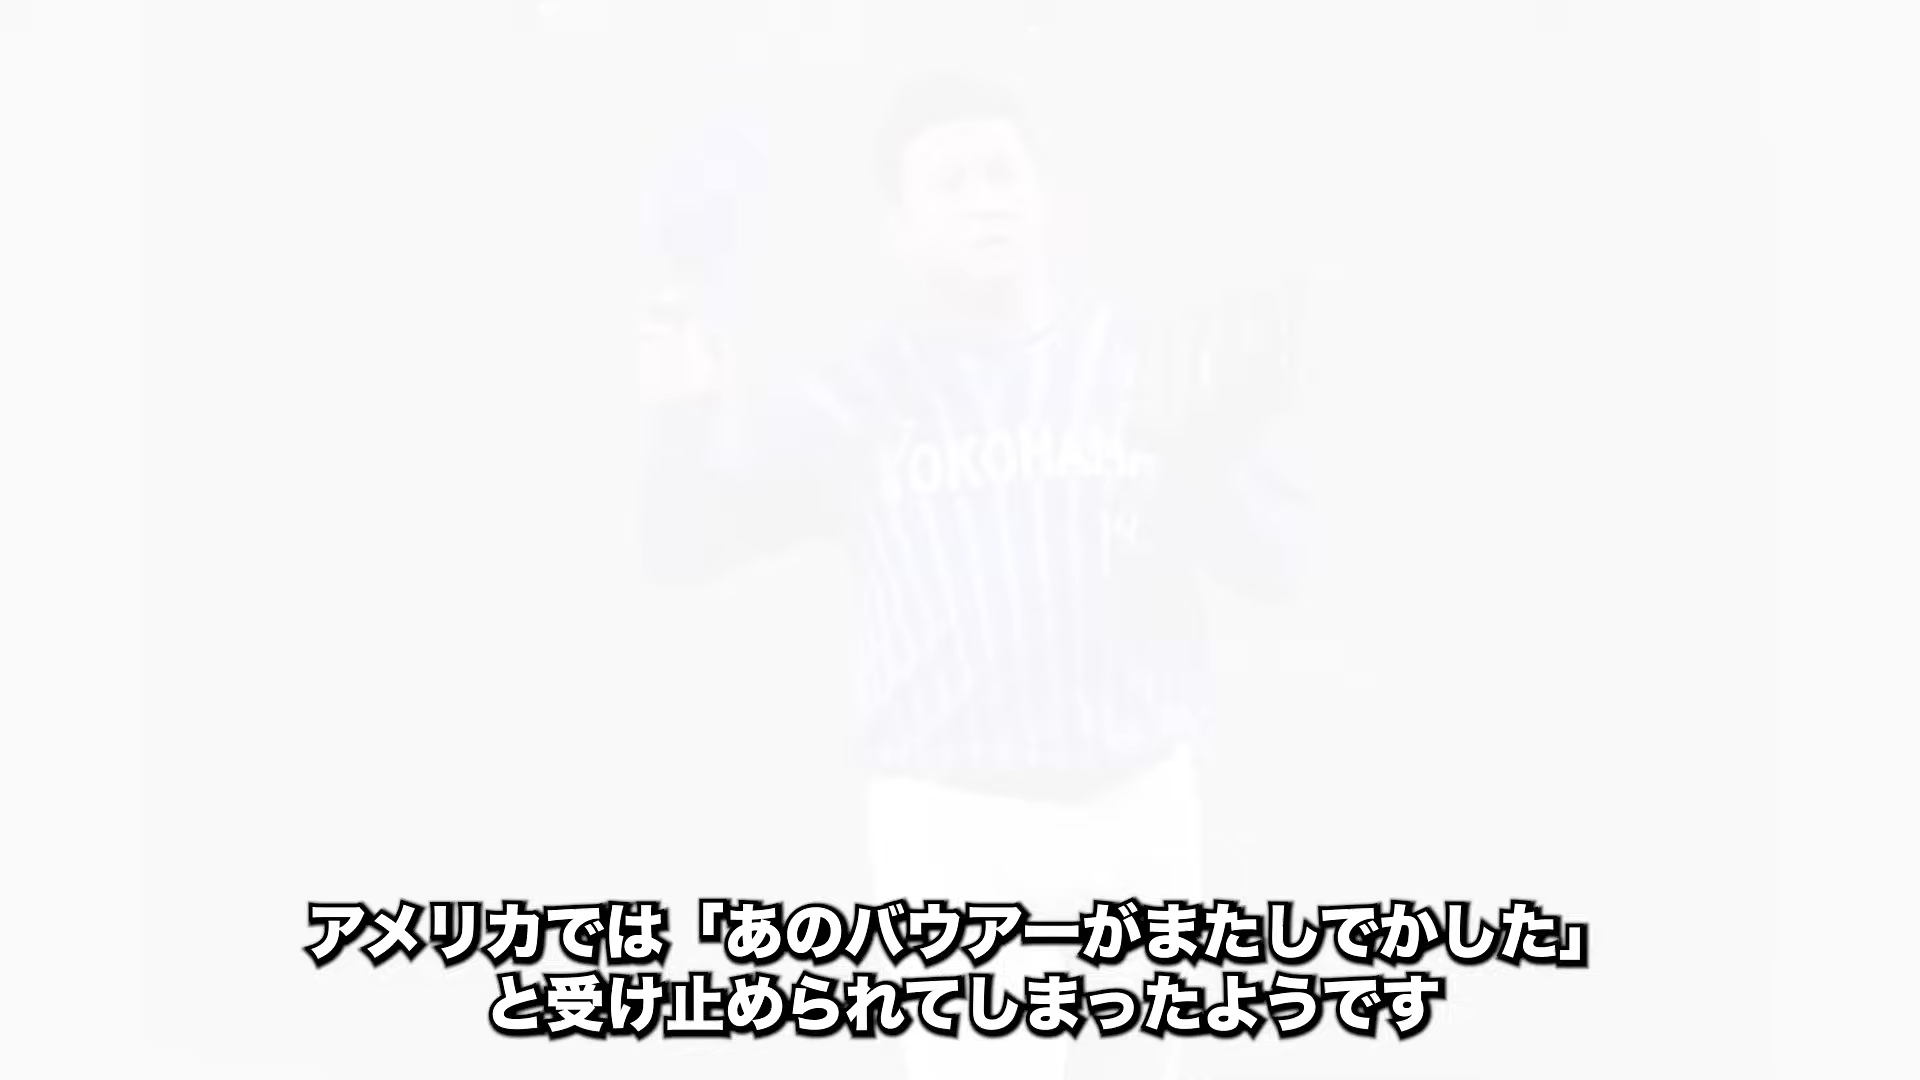 YOKOHAMA
アメリカでは「あのバウアーがまたしでかした」
と受け止められてしまったようです